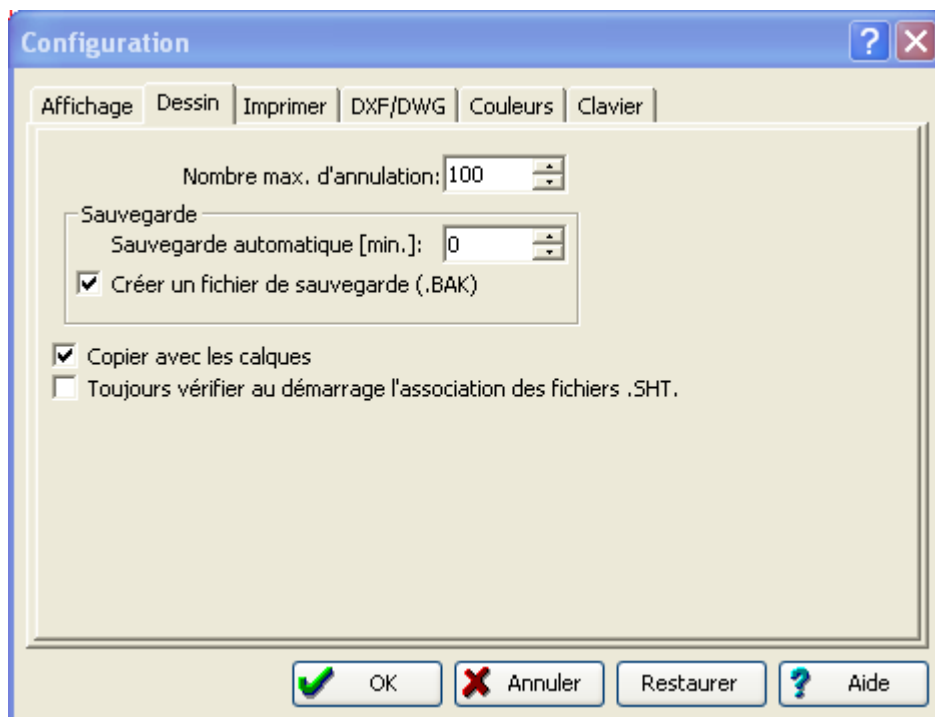 Configuration
Affichage Dessin Imprimer DXF/DWG Couleurs Clavier
Nombre max. d'annulation: 100
Sauvegarde
Sauvegarde automatique [min.]: 0
Créer un fichier de sauvegarde (.BAK)
Copier avec les calques
Toujours vérifier au démarrage l'association des fichiers .SHT.
OK Annuler Restaurer Aide